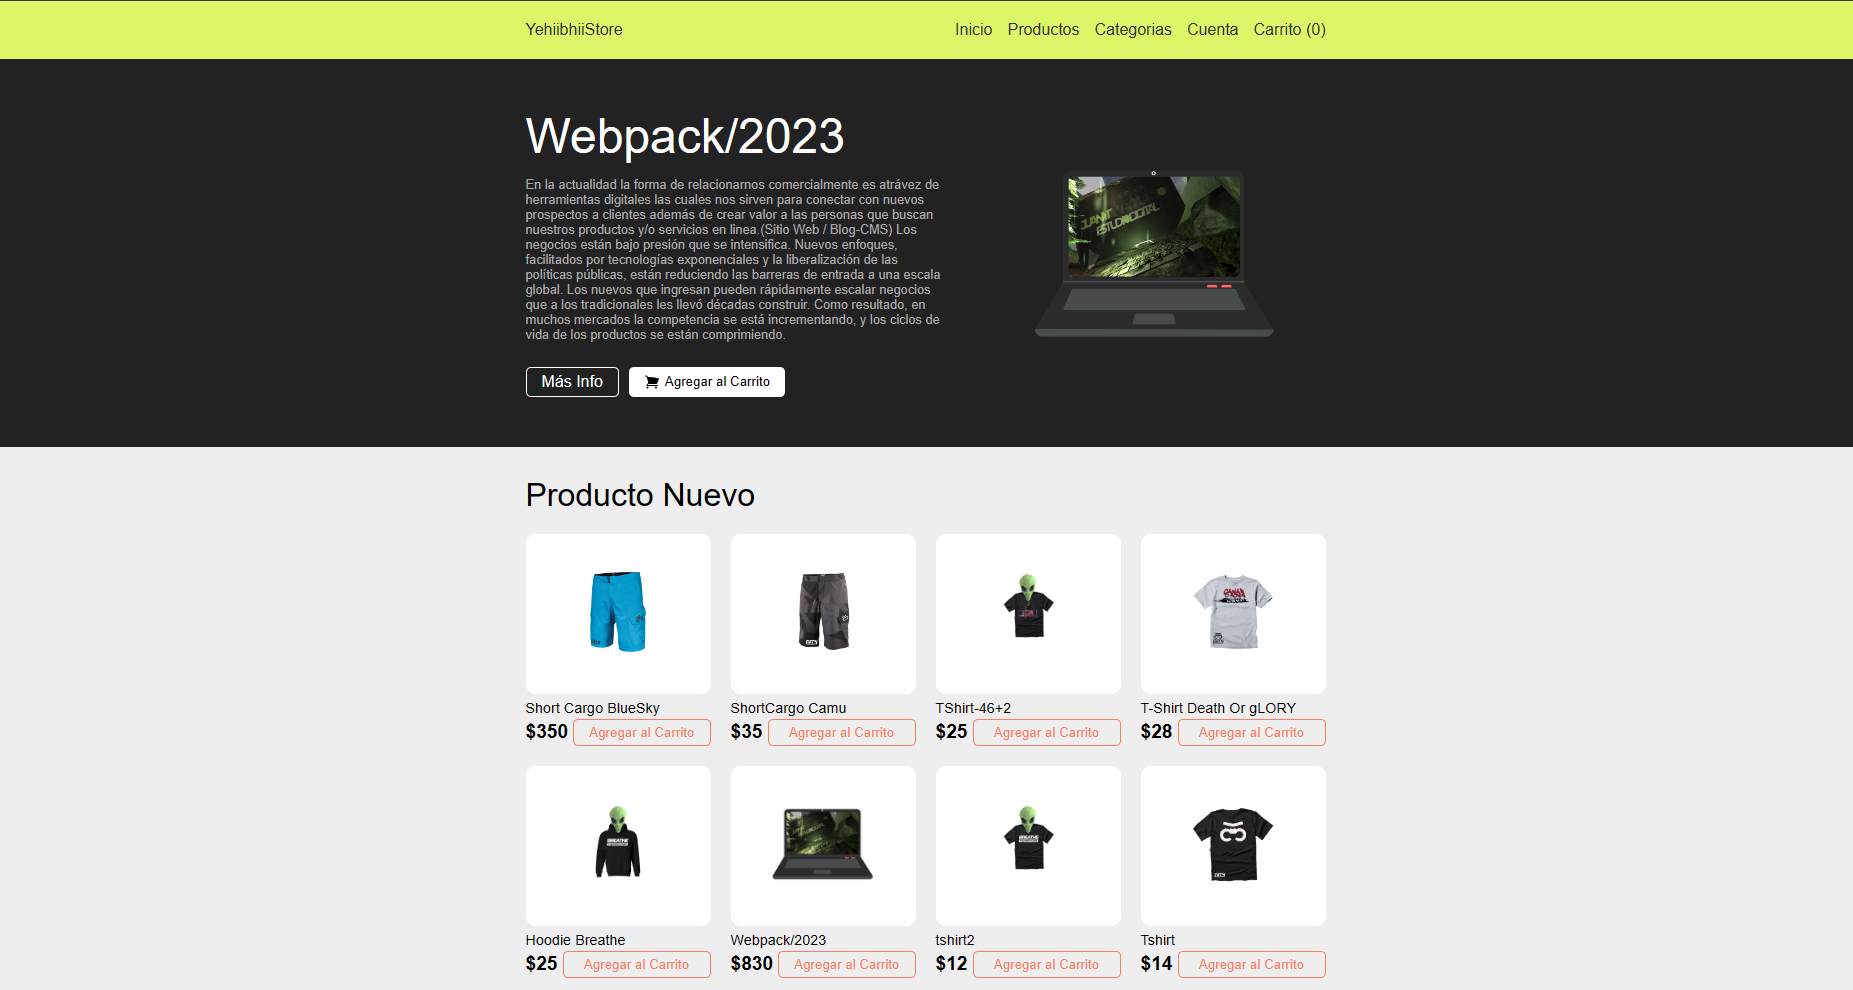 YehiibhiiStore Inicio Productos Categorias Cuenta Carrito (0)
Webpack/2023
En la actualidad la forma de relacionarnos comercialmente es atrávez de
herramientas digitales las cuales nos sirven para conectar con nuevos
prospectos a clientes además de crear valor a las personas que buscan
nuestros productos y/o servicios en linea.(Sitio Web / Blog-CMS) Los
negocios están bajo presión que se intensifica. Nuevos enfoques,
facilitados por tecnologías exponenciales y la liberalización de las
políticas públicas, están reduciendo las barreras de entrada a una escala
global. Los nuevos que ingresan pueden rápidamente escalar negocios
que a los tradicionales les llevó décadas construir. Como resultado, en
muchos mercados la competencia se está incrementando, y los ciclos de
vida de los productos se están comprimiendo.
ESTUDIODIGITAL
Más Info Agregar al Carrito
Producto Nuevo
Short Cargo BlueSky ShortCargo Camu TShirt-46+2 T-Shirt Death Or gLORY
$350 Agregar al Carrito $35 Agregar al Carrito $25 Agregar al Carrito $28 Agregar al Carrito
BREATHE
BREATHE
Hoodie Breathe Webpack/2023 tshirt2 Tshirt
$25 Agregar al Carrito $830 Agregar al Carrito $12 Agregar al Carrito $14 Agregar al Carrito